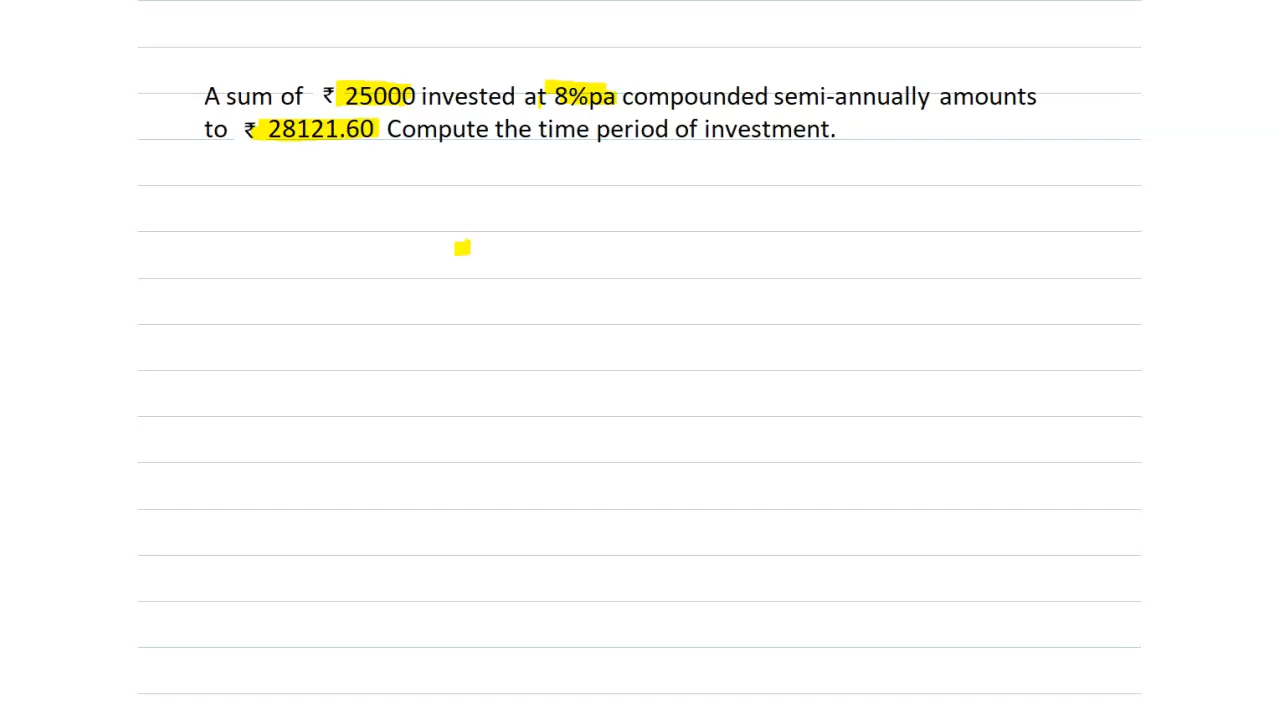 A sum of ₹ 25000 invested at 8%pa compounded semi-annually amounts
to ₹ 28121.60 Compute the time period of investment.